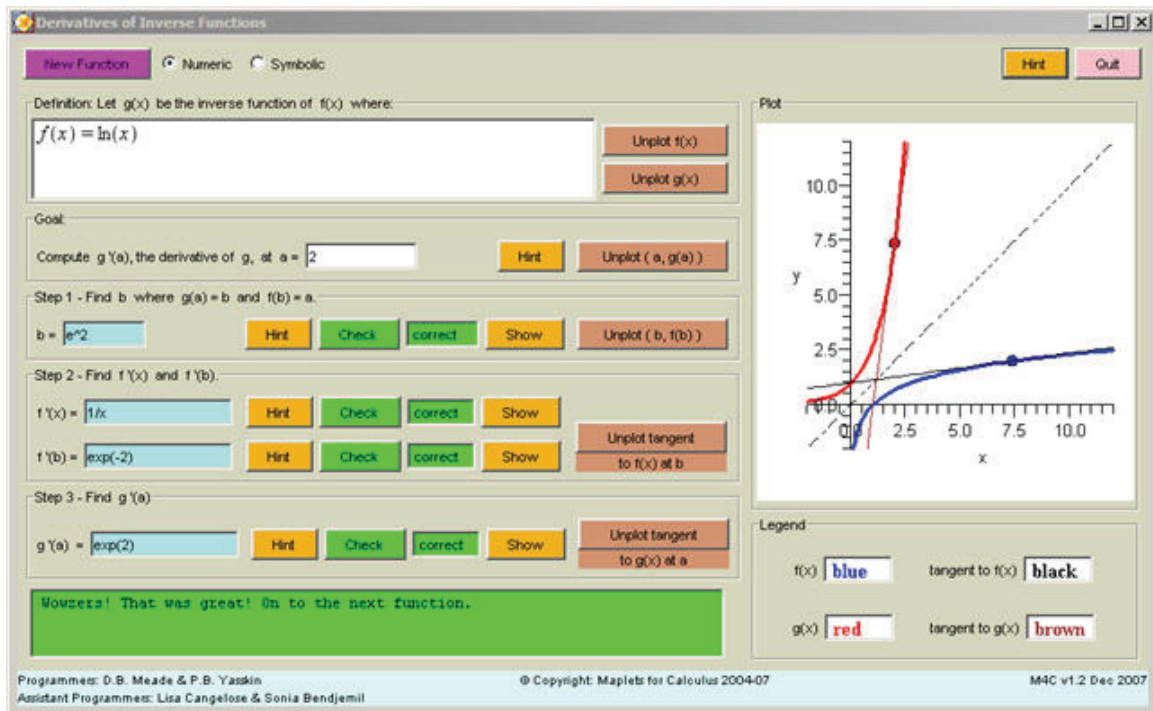 Derivatives of Inverse Functions
New Function Numeric Symbolic Hint Quit
Definition: Let g(x) be the inverse function of f(x) where:
f(x) = ln(x)
Unplot f(x)
Unplot g(x)
Goal:
Compute g '(a), the derivative of g, at a = 2 Hint Unplot ( a, g(a) )
Step 1 - Find b where g(a) = b and f(b) = a.
b = e^2 Hint Check correct Show Unplot ( b, f(b) )
Step 2 - Find f '(x) and f '(b).
f '(x) = 1/x Hint Check correct Show
f '(b) = exp(-2) Hint Check correct Show Unplot tangent
to f(x) at b
Step 3 - Find g '(a)
g '(a) = exp(2) Hint Check correct Show Unplot tangent
to g(x) at a
Wowzers! That was great! On to the next function.
Plot
10.0
7.5
y
5.0
2.5
0.0
0.0 2.5 5.0 7.5 10.0
x
Legend
f(x) blue tangent to f(x) black
g(x) red tangent to g(x) brown
Programmers: D.B. Meade & P.B. Yasskin © Copyright: Maplets for Calculus 2004-07 M4C v1.2 Dec 2007
Assistant Programmers: Lisa Cangelose & Sonia Bendjemil